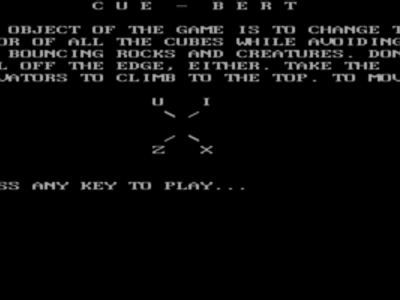 C U E - B E R T
OBJECT OF THE GAME IS TO CHANGE T
OR OF ALL THE CUBES WHILE AVOIDING
BOUNCING ROCKS AND CREATURES. DON
L OFF THE EDGE, EITHER. TAKE THE
VATORS TO CLIMB TO THE TOP. TO MOV
U I
Z X
SS ANY KEY TO PLAY...